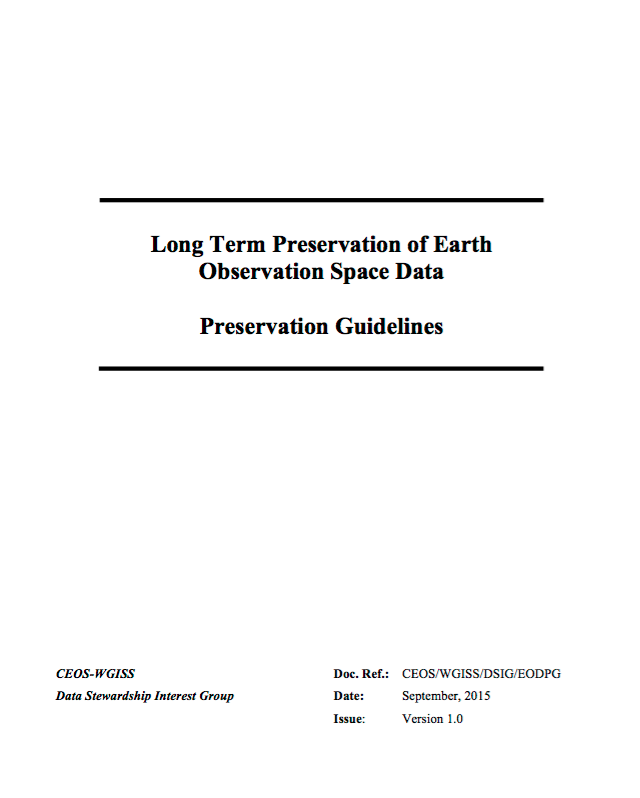 Long Term Preservation of Earth
Observation Space Data
Preservation Guidelines
CEOS-WGISS
Data Stewardship Interest Group
Doc. Ref.: CEOS/WGISS/DSIG/EODPG
Date: September, 2015
Issue: Version 1.0